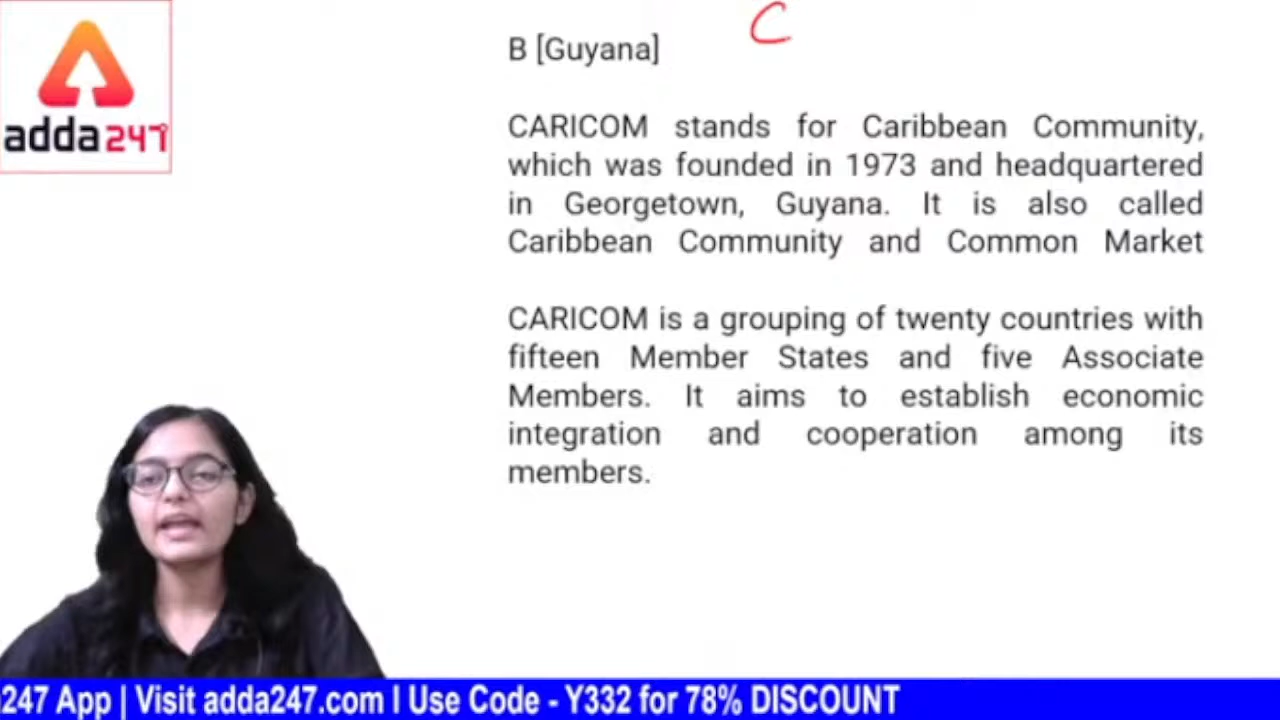 C
B [Guyana]
adda247
CARICOM stands for Caribbean Community,
which was founded in 1973 and headquartered
in Georgetown, Guyana. It is also called
Caribbean Community and Common Market
CARICOM is a grouping of twenty countries with
fifteen Member States and five Associate
Members. It aims to establish economic
integration and cooperation among its
members.
247 App | Visit adda247.com I Use Code - Y332 for 78% DISCOUNT